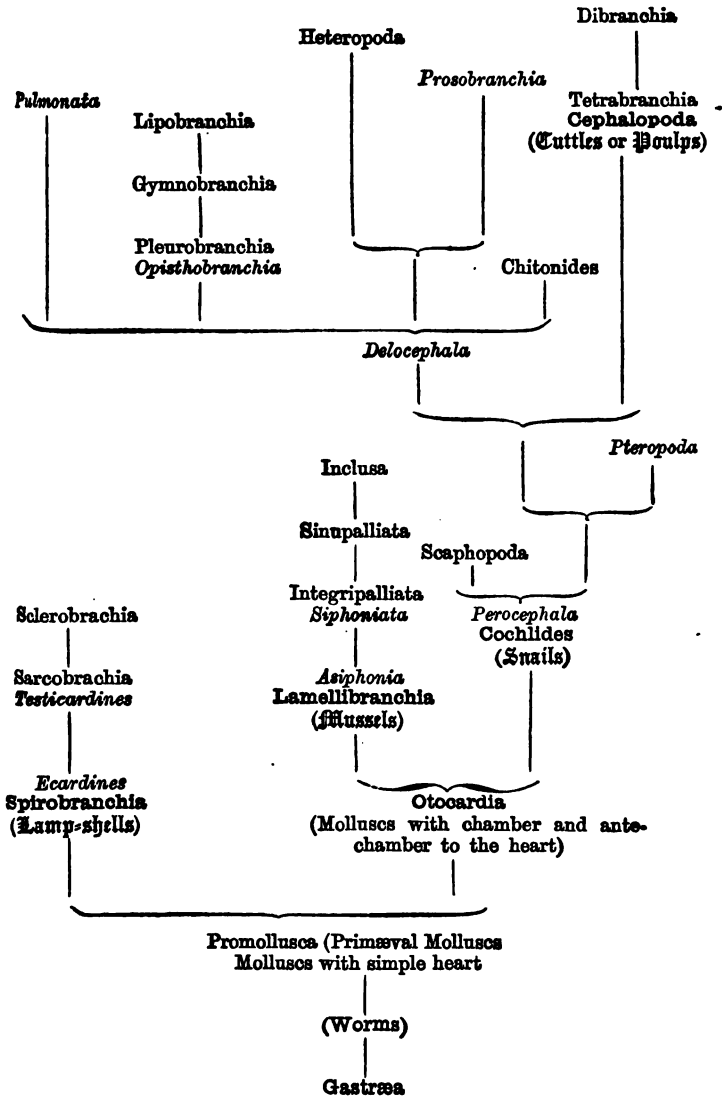 Dibranchia
Heteropoda
Prosobranchia
Pulmonata
Tetrabranchia
Cephalopoda
(Cuttles or Poulps)
Lipobranchia
Gymnobranchia
Pleurobranchia
Opisthobranchia
Chitonides
Delocephala
Pteropoda
Inclusa
Sinupalliata
Scaphopoda
Integripalliata
Siphoniata
Perocephala
Cochlides
(Snails)
Sclerobrachia
Sarcobrachia
Testicardines
Asiphonia
Lamellibranchia
(Mussels)
Ecardines
Spirobranchia
(Lamp-shells)
Otocardia
(Molluscs with chamber and ante-
chamber to the heart)
Promollusca (Primæval Molluscs
Molluscs with simple heart
(Worms)
Gastræa